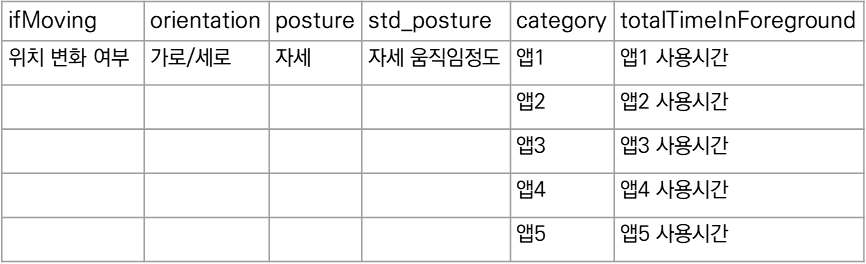 ifMoving orientation posture std_posture category totalTimeInForeground
위치 변화 여부 가로/세로 자세 자세 움직임정도 앱1 앱1 사용시간
앱2 앱2 사용시간
앱3 앱3 사용시간
앱4 앱4 사용시간
앱5 앱5 사용시간